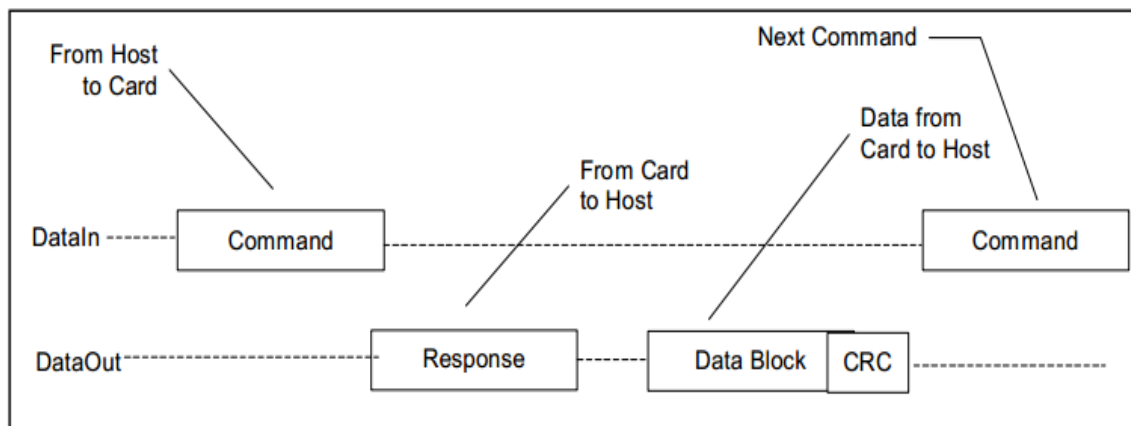 From Host
to Card
Next Command
Data from
Card to Host
From Card
to Host
DataIn
Command
Command
DataOut
Response
Data Block
CRC